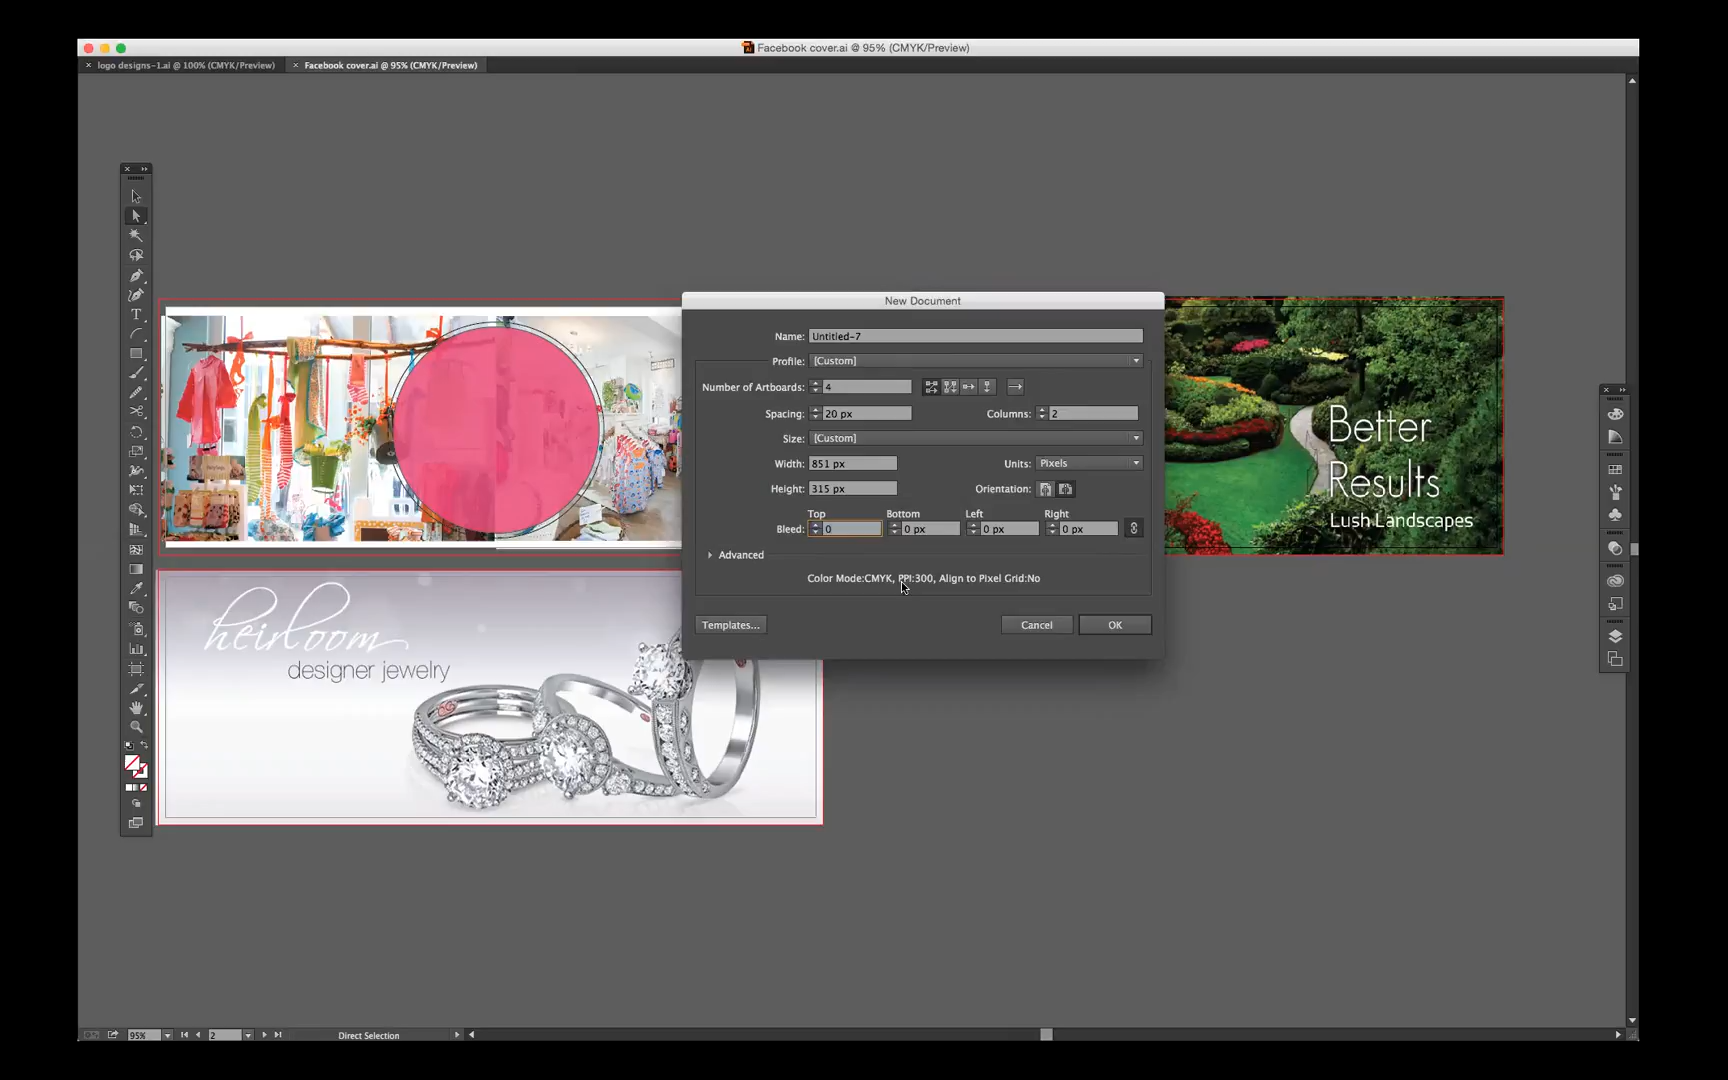 Facebook cover.ai @ 95% (CMYK/Preview)
logo designs-1.ai @ 100% (CMYK/Preview)
Facebook cover.ai @ 95% (CMYK/Preview)
New Document
Name: Untitled-7
Profile: [Custom]
Number of Artboards: 4
Spacing: 20 px Columns: 2
Size: [Custom]
Width: 851 px Units: Pixels
Height: 315 px Orientation:
Top Bottom Left Right
Bleed: 0 0 px 0 px 0 px
Advanced
Color Mode:CMYK, PPI:300, Align to Pixel Grid:No
Templates... Cancel OK
Better
Results
Lush Landscapes
heirloom
designer jewelry
95% 2 Direct Selection